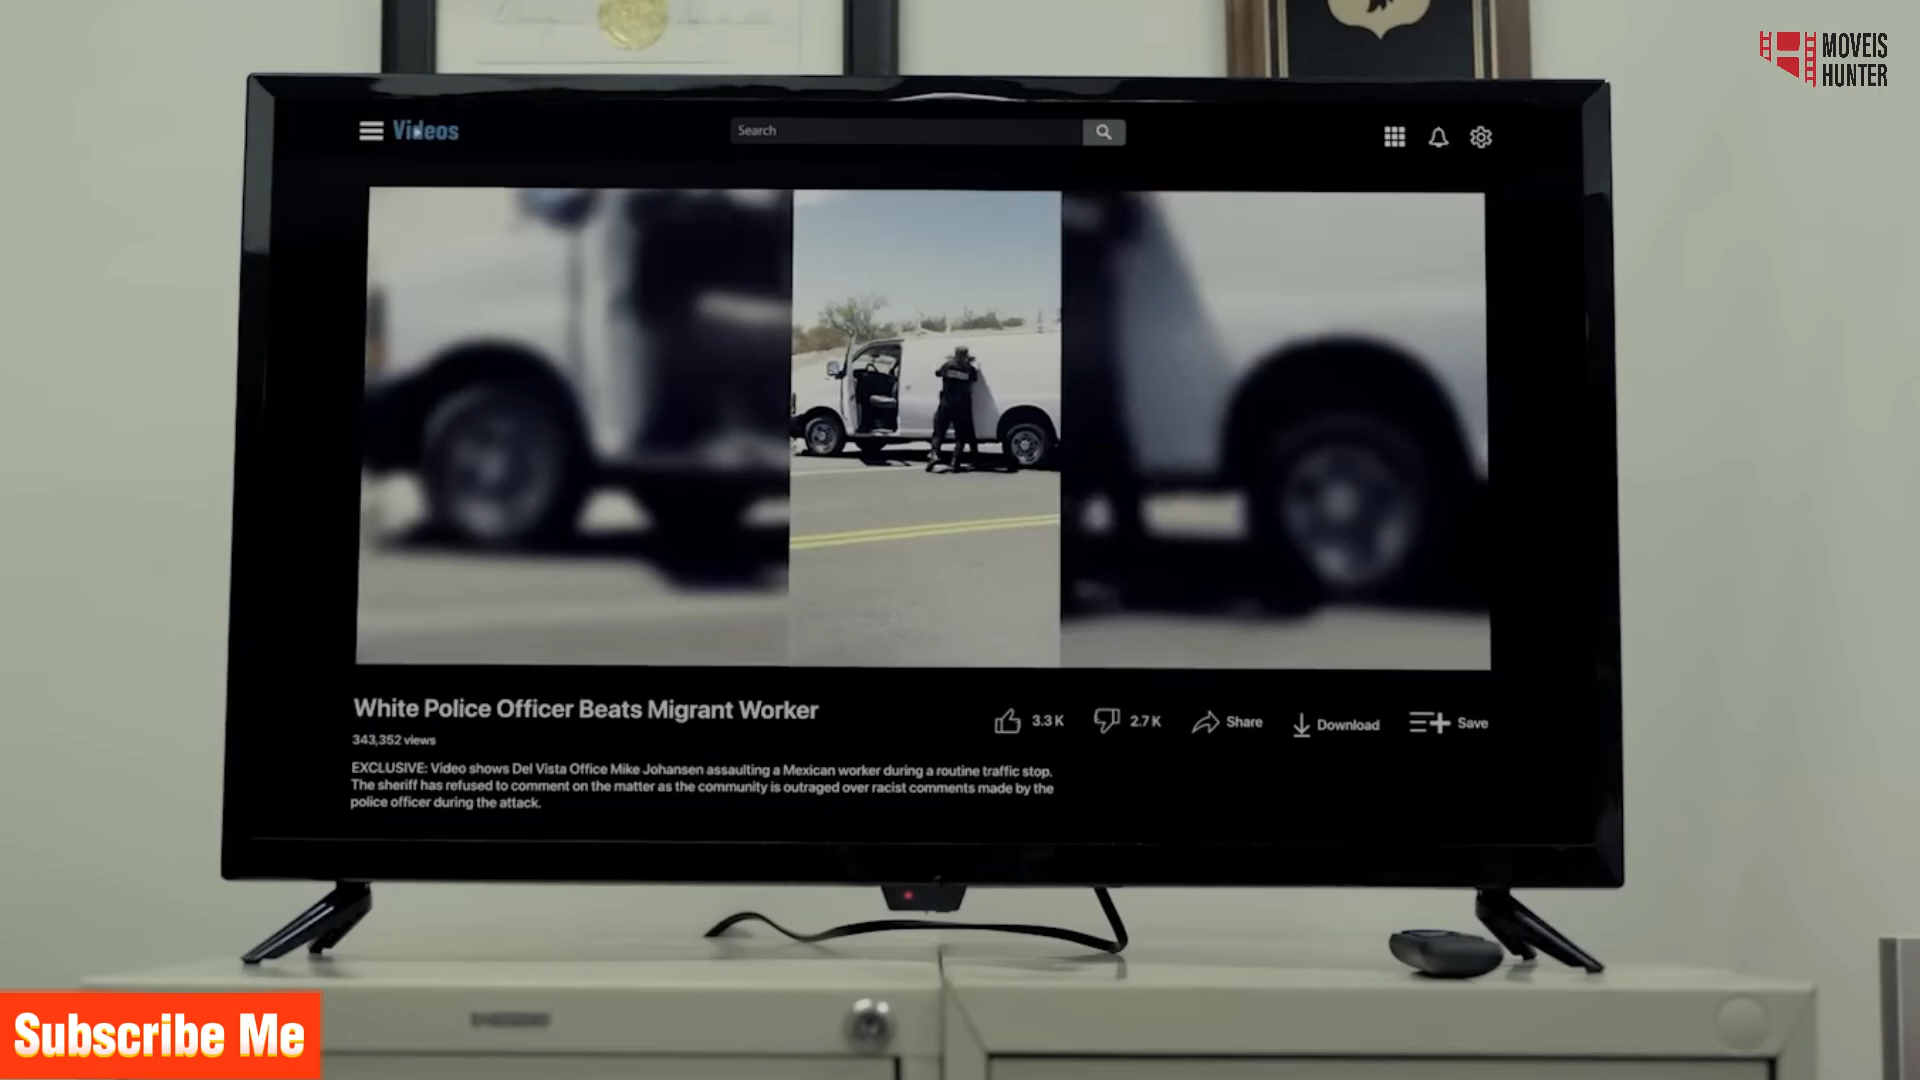 MOVEIS
HUNTER
Videos
Search
White Police Officer Beats Migrant Worker
3.3 K
2.7 K
Share
Download
Save
343,352 views
EXCLUSIVE: Video shows Del Vista Office Mike Johansen assaulting a Mexican worker during a routine traffic stop.
The sheriff has refused to comment on the matter as the community is outraged over racist comments made by the
police officer during the attack.
Subscribe Me